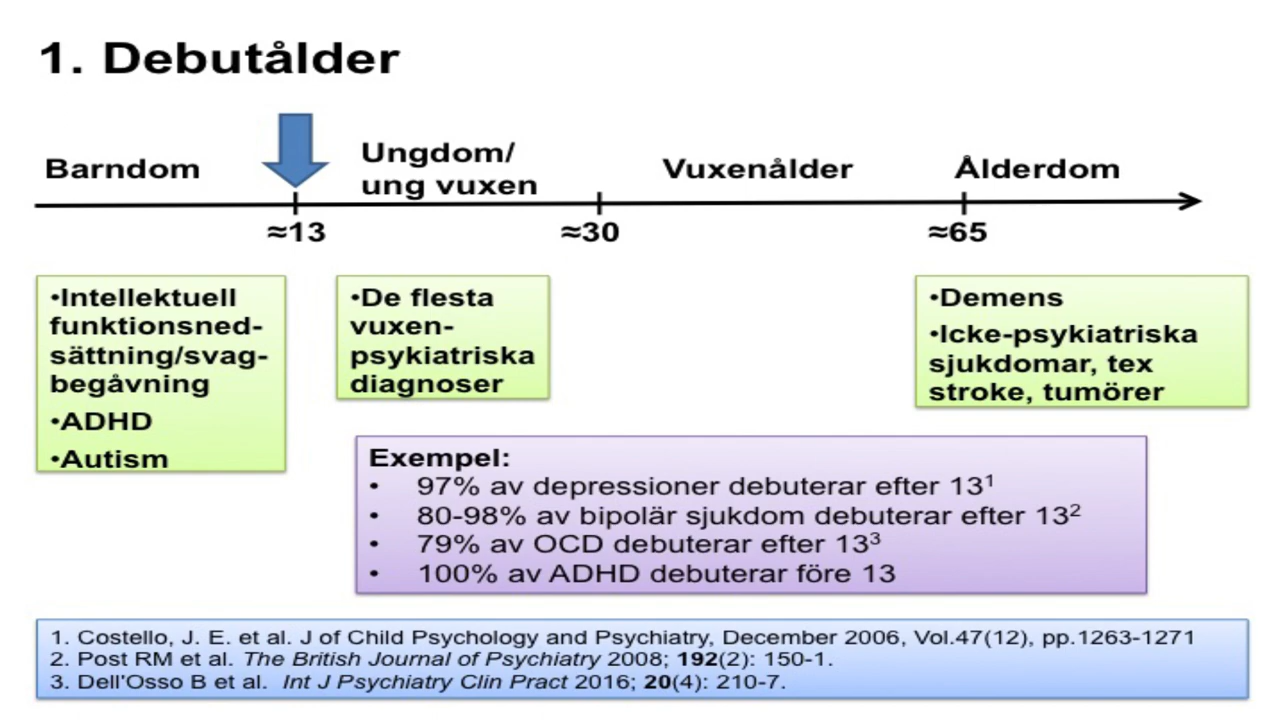 1. Debutålder
Barndom
Ungdom/
ung vuxen
Vuxenålder
Ålderdom
≈13
≈30
≈65
•Intellektuell
funktionsned-
sättning/svag-
begåvning
•ADHD
•Autism
•De flesta
vuxen-
psykiatriska
diagnoser
•Demens
•Icke-psykiatriska
sjukdomar, tex
stroke, tumörer
Exempel:
• 97% av depressioner debuterar efter 13¹
• 80-98% av bipolär sjukdom debuterar efter 13²
• 79% av OCD debuterar efter 13³
• 100% av ADHD debuterar före 13
1. Costello, J. E. et al. J of Child Psychology and Psychiatry, December 2006, Vol.47(12), pp.1263-1271
2. Post RM et al. The British Journal of Psychiatry 2008; 192(2): 150-1.
3. Dell'Osso B et al. Int J Psychiatry Clin Pract 2016; 20(4): 210-7.